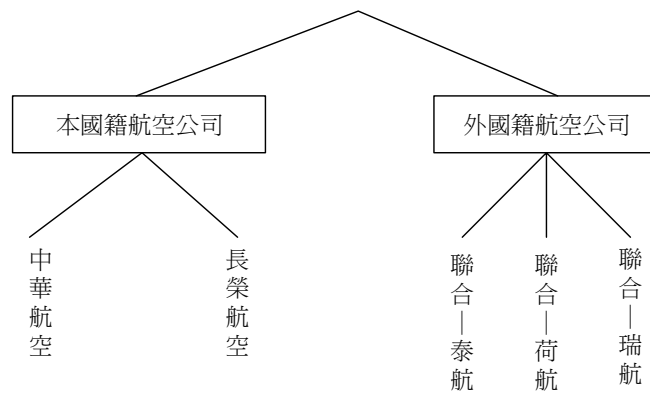 本國籍航空公司
外國籍航空公司
中華航空
長榮航空
聯合—泰航
聯合—荷航
聯合—瑞航